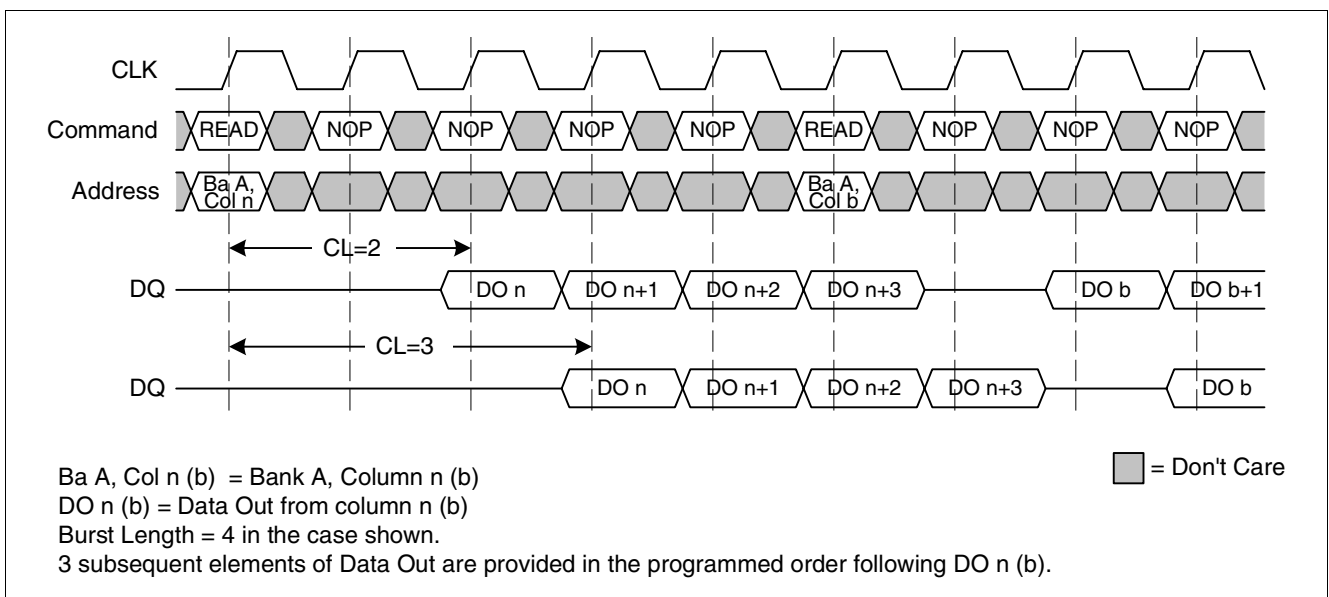 CLK
Command READ NOP NOP NOP NOP READ NOP NOP NOP
Address Ba A, Col n Ba A, Col b
CL=2
DQ DO n DO n+1 DO n+2 DO n+3 DO b DO b+1
CL=3
DQ DO n DO n+1 DO n+2 DO n+3 DO b
Ba A, Col n (b) = Bank A, Column n (b)
= Don't Care
DO n (b) = Data Out from column n (b)
Burst Length = 4 in the case shown.
3 subsequent elements of Data Out are provided in the programmed order following DO n (b).